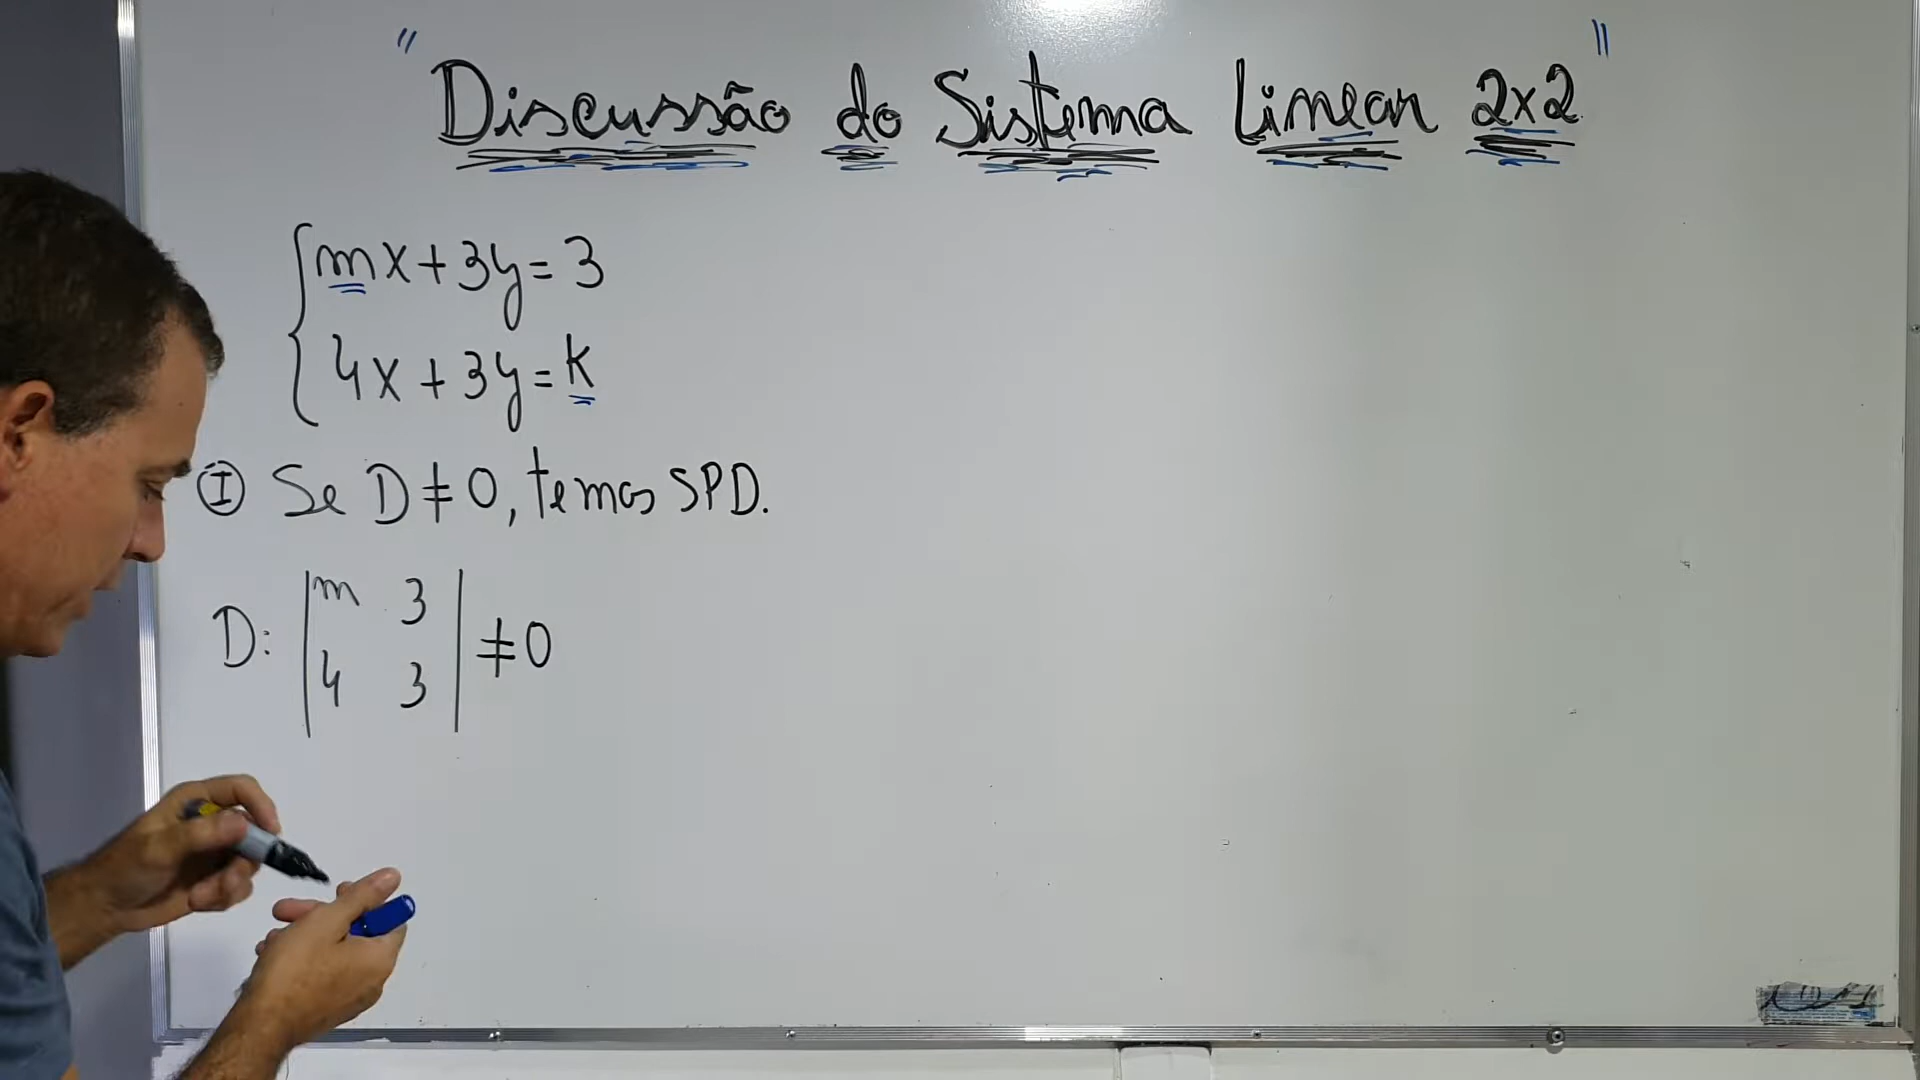 "Discussão do Sistema Linear 2x2"
mx+3y=3
4x+3y=k
I Se D≠0, temos SPD.
D: |m 3|
|4 3| ≠0